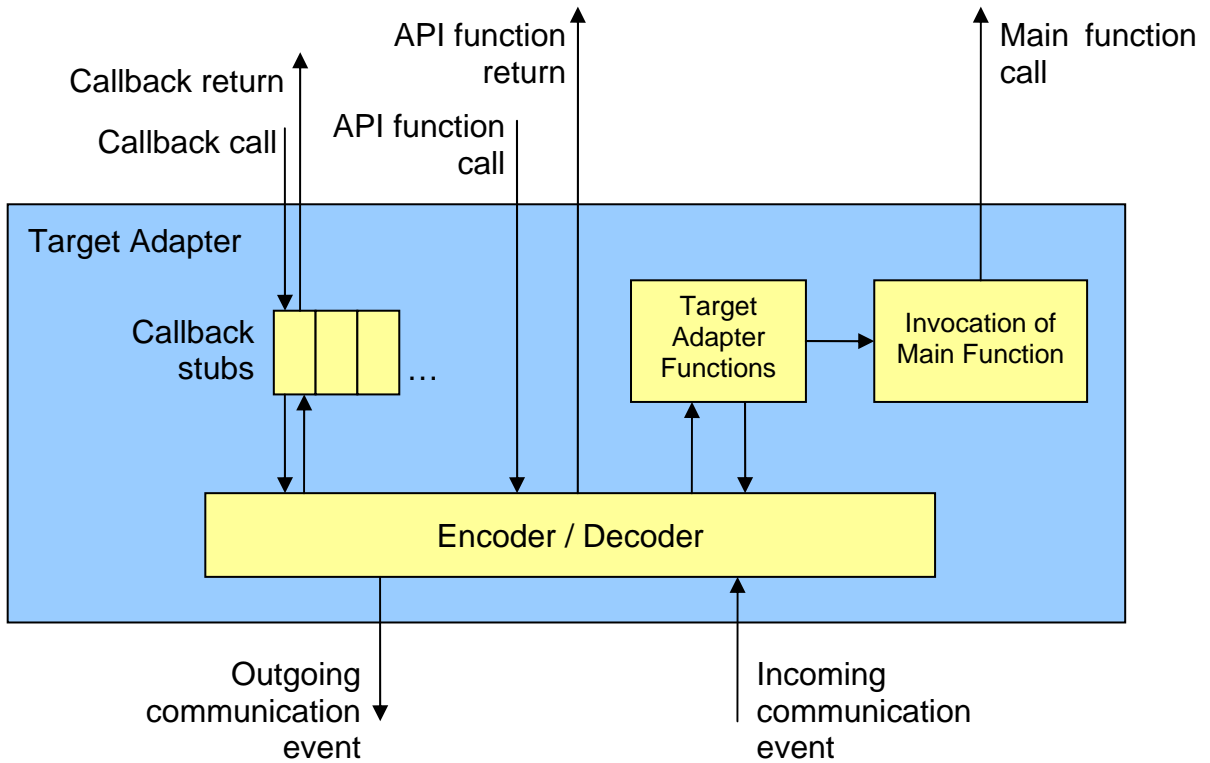 API function
return
Main function
call
Callback return
Callback call
API function
call
Target Adapter
Callback
stubs
...
Target
Adapter
Functions
Invocation of
Main Function
Encoder / Decoder
Outgoing
communication
event
Incoming
communication
event